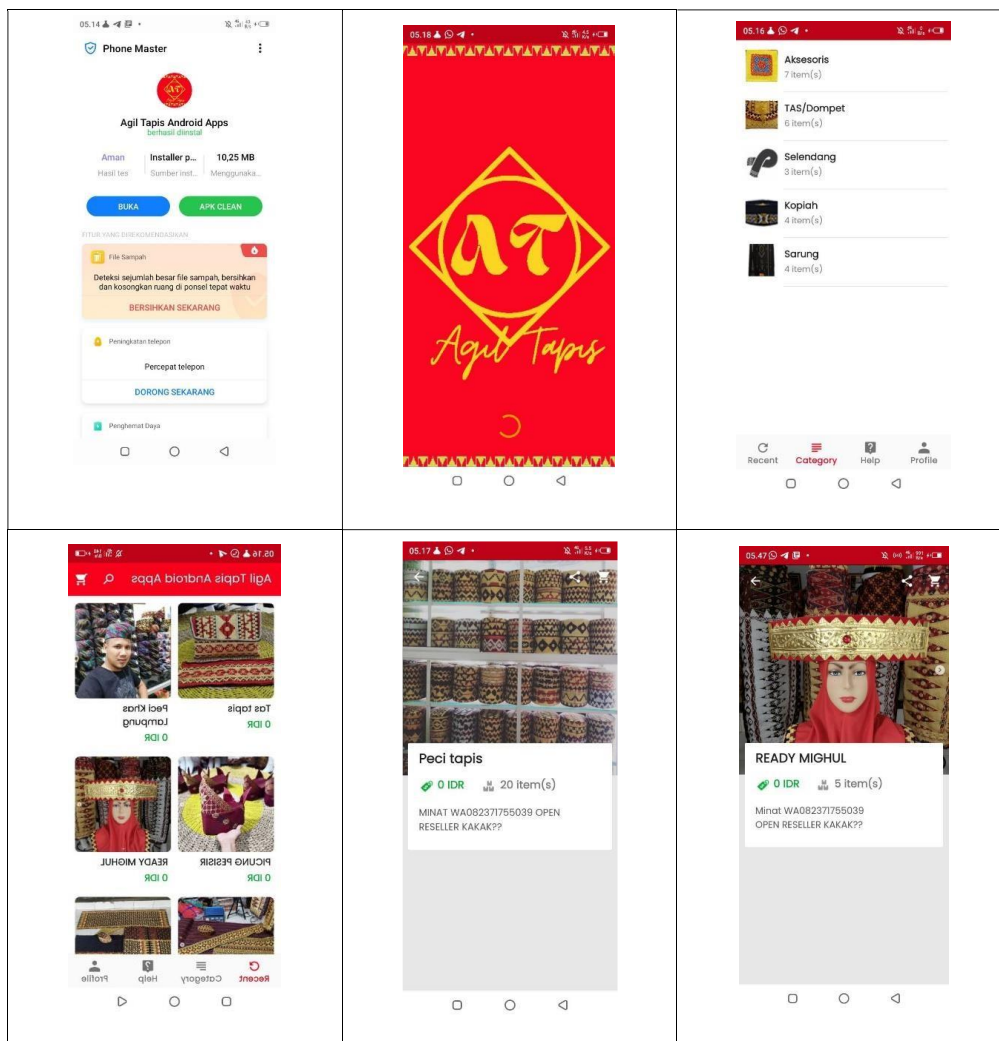 05.14
Phone Master
Agil Tapis Android Apps
berhasil diinstal
Aman
Installer p...
10,25 MB
Hasil tes
Sumber inst...
Menggunaka...
BUKA
APK CLEAN
FITUR YANG DIREKOMENDASIKAN
File Sampah
Deteksi sejumlah besar file sampah, bersihkan
dan kosongkan ruang di ponsel tepat waktu
BERSIHKAN SEKARANG
Peningkatan telepon
Percepat telepon
DORONG SEKARANG
Penghemat Daya
05.18
AT
Agil Tapis
05.16
Aksesoris
7 item(s)
TAS/Dompet
6 item(s)
Selendang
3 item(s)
Kopiah
4 item(s)
Sarung
4 item(s)
Recent
Category
Help
Profile
05.16
Agil Tapis Android Apps
Tas tapis
0 IDR
Peci Khas
Lampung
0 IDR
PICUNG PESISIR
0 IDR
READY MIGHUL
0 IDR
Recent
Category
Help
Profile
05.17
Peci tapis
0 IDR
20 item(s)
MINAT WA082371755039 OPEN
RESELLER KAKAK??
05.47
READY MIGHUL
0 IDR
5 item(s)
Minat WA082371755039
OPEN RESELLER KAKAK??